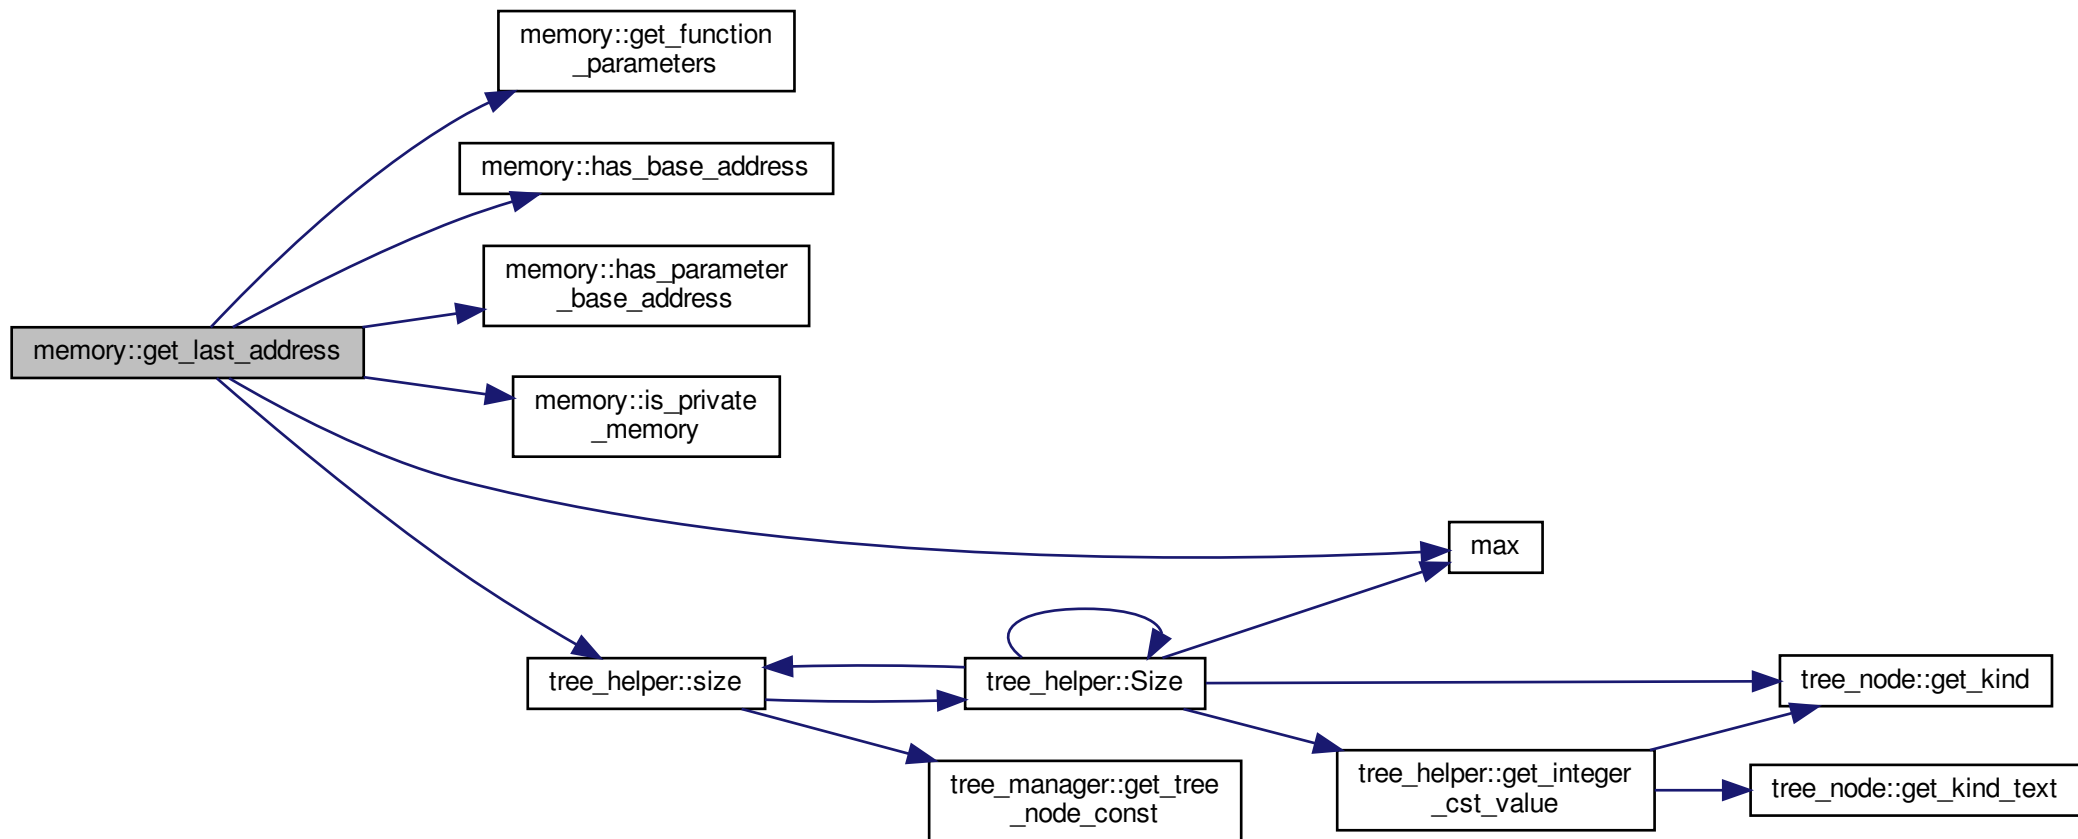 memory::get_function
_parameters
memory::has_base_address
memory::has_parameter
_base_address
memory::get_last_address
memory::is_private
_memory
max
tree_helper::size
tree_helper::Size
tree_node::get_kind
tree_manager::get_tree
_node_const
tree_helper::get_integer
_cst_value
tree_node::get_kind_text